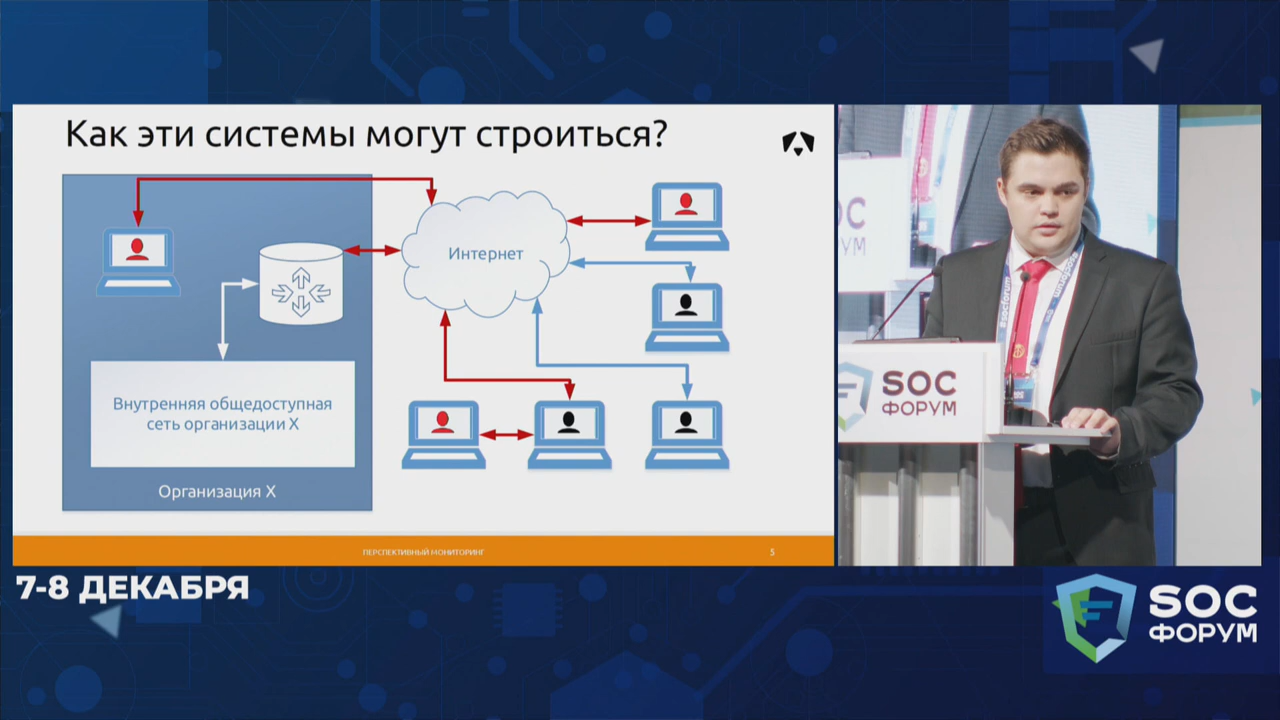 Как эти системы могут строиться?
Интернет
Внутренняя общедоступная
сеть организации X
Организация X
ПЕРСПЕКТИВНЫЙ МОНИТОРИНГ
5
SOC
ФОРУМ
7-8 ДЕКАБРЯ
SOC
ФОРУМ